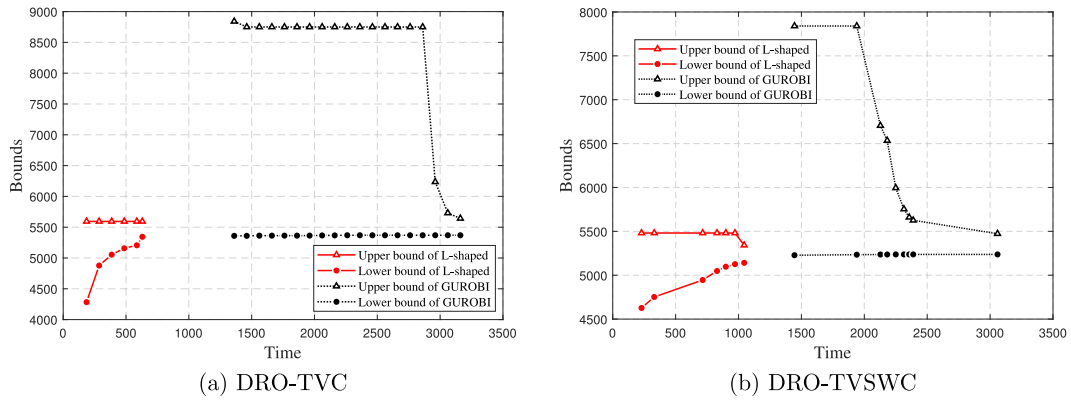 9000
8500
8000
7500
7000
6500
6000
5500
5000
4500
4000
Bounds
Upper bound of L-shaped
Lower bound of L-shaped
Upper bound of GUROBI
Lower bound of GUROBI
0 500 1000 1500 2000 2500 3000 3500
Time
(a) DRO-TVC
8000
7500
7000
6500
6000
5500
5000
4500
Bounds
Upper bound of L-shaped
Lower bound of L-shaped
Upper bound of GUROBI
Lower bound of GUROBI
0 500 1000 1500 2000 2500 3000 3500
Time
(b) DRO-TVSWC